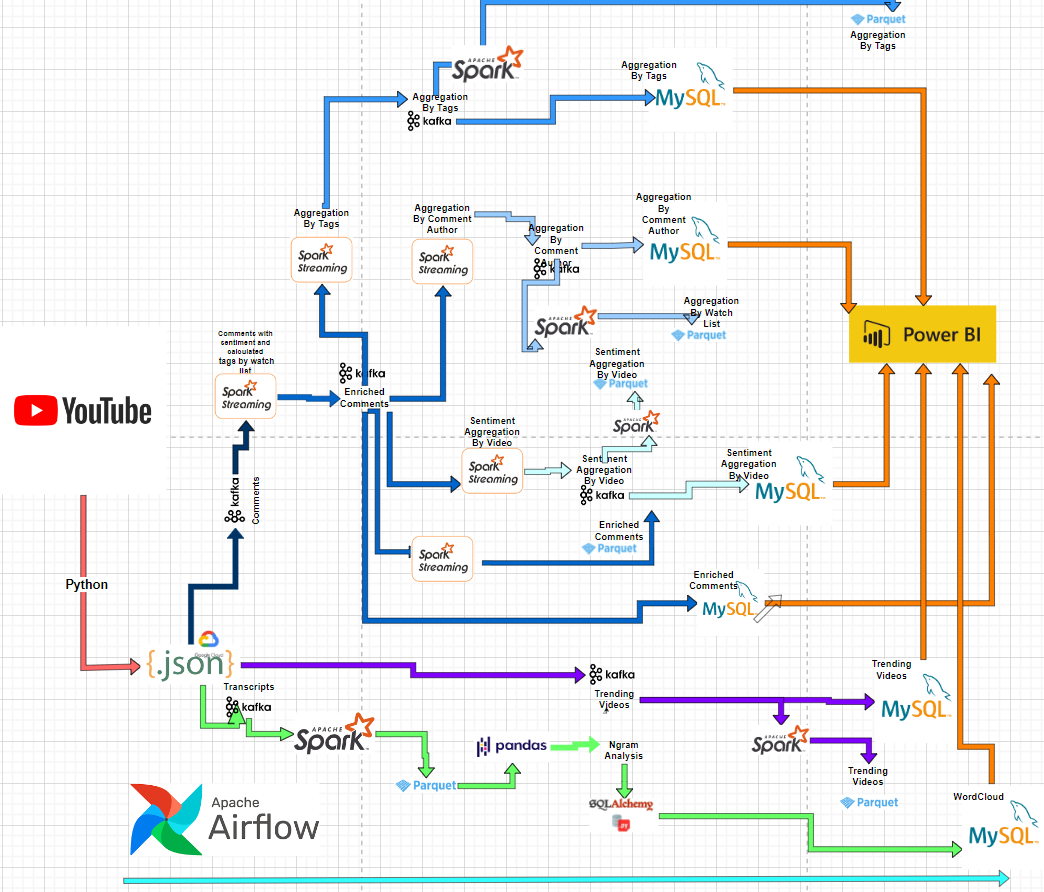 Parquet
Aggregation
By Tags
APACHE
Spark
Aggregation
By Tags
kafka
Aggregation
By Tags
MySQL
Aggregation
By Tags
Spark
Streaming
Aggregation
By Comment
Author
Spark
Streaming
Aggregation
By
Comment
Author
kafka
Aggregation
By
Comment
Author
MySQL
APACHE
Spark
Aggregation
By Watch
List
Parquet
Power BI
Comments with
sentiment and
calculated
tags by watch
list
Spark
Streaming
kafka
Enriched
Comments
Sentiment
Aggregation
By Video
Parquet
APACHE
Spark
YouTube
Sentiment
Aggregation
By Video
Spark
Streaming
Sentiment
Aggregation
By Video
kafka
Sentiment
Aggregation
By Video
MySQL
kafka
Comments
Enriched
Comments
Parquet
Spark
Streaming
Python
Enriched
Comments
MySQL
Google Cloud
{.json}
kafka
Trending
Videos
Trending
Videos
MySQL
Transcripts
kafka
APACHE
Spark
APACHE
Spark
pandas
Ngram
Analysis
Parquet
Trending
Videos
Parquet
SQLAlchemy
WordCloud
MySQL
Apache
Airflow